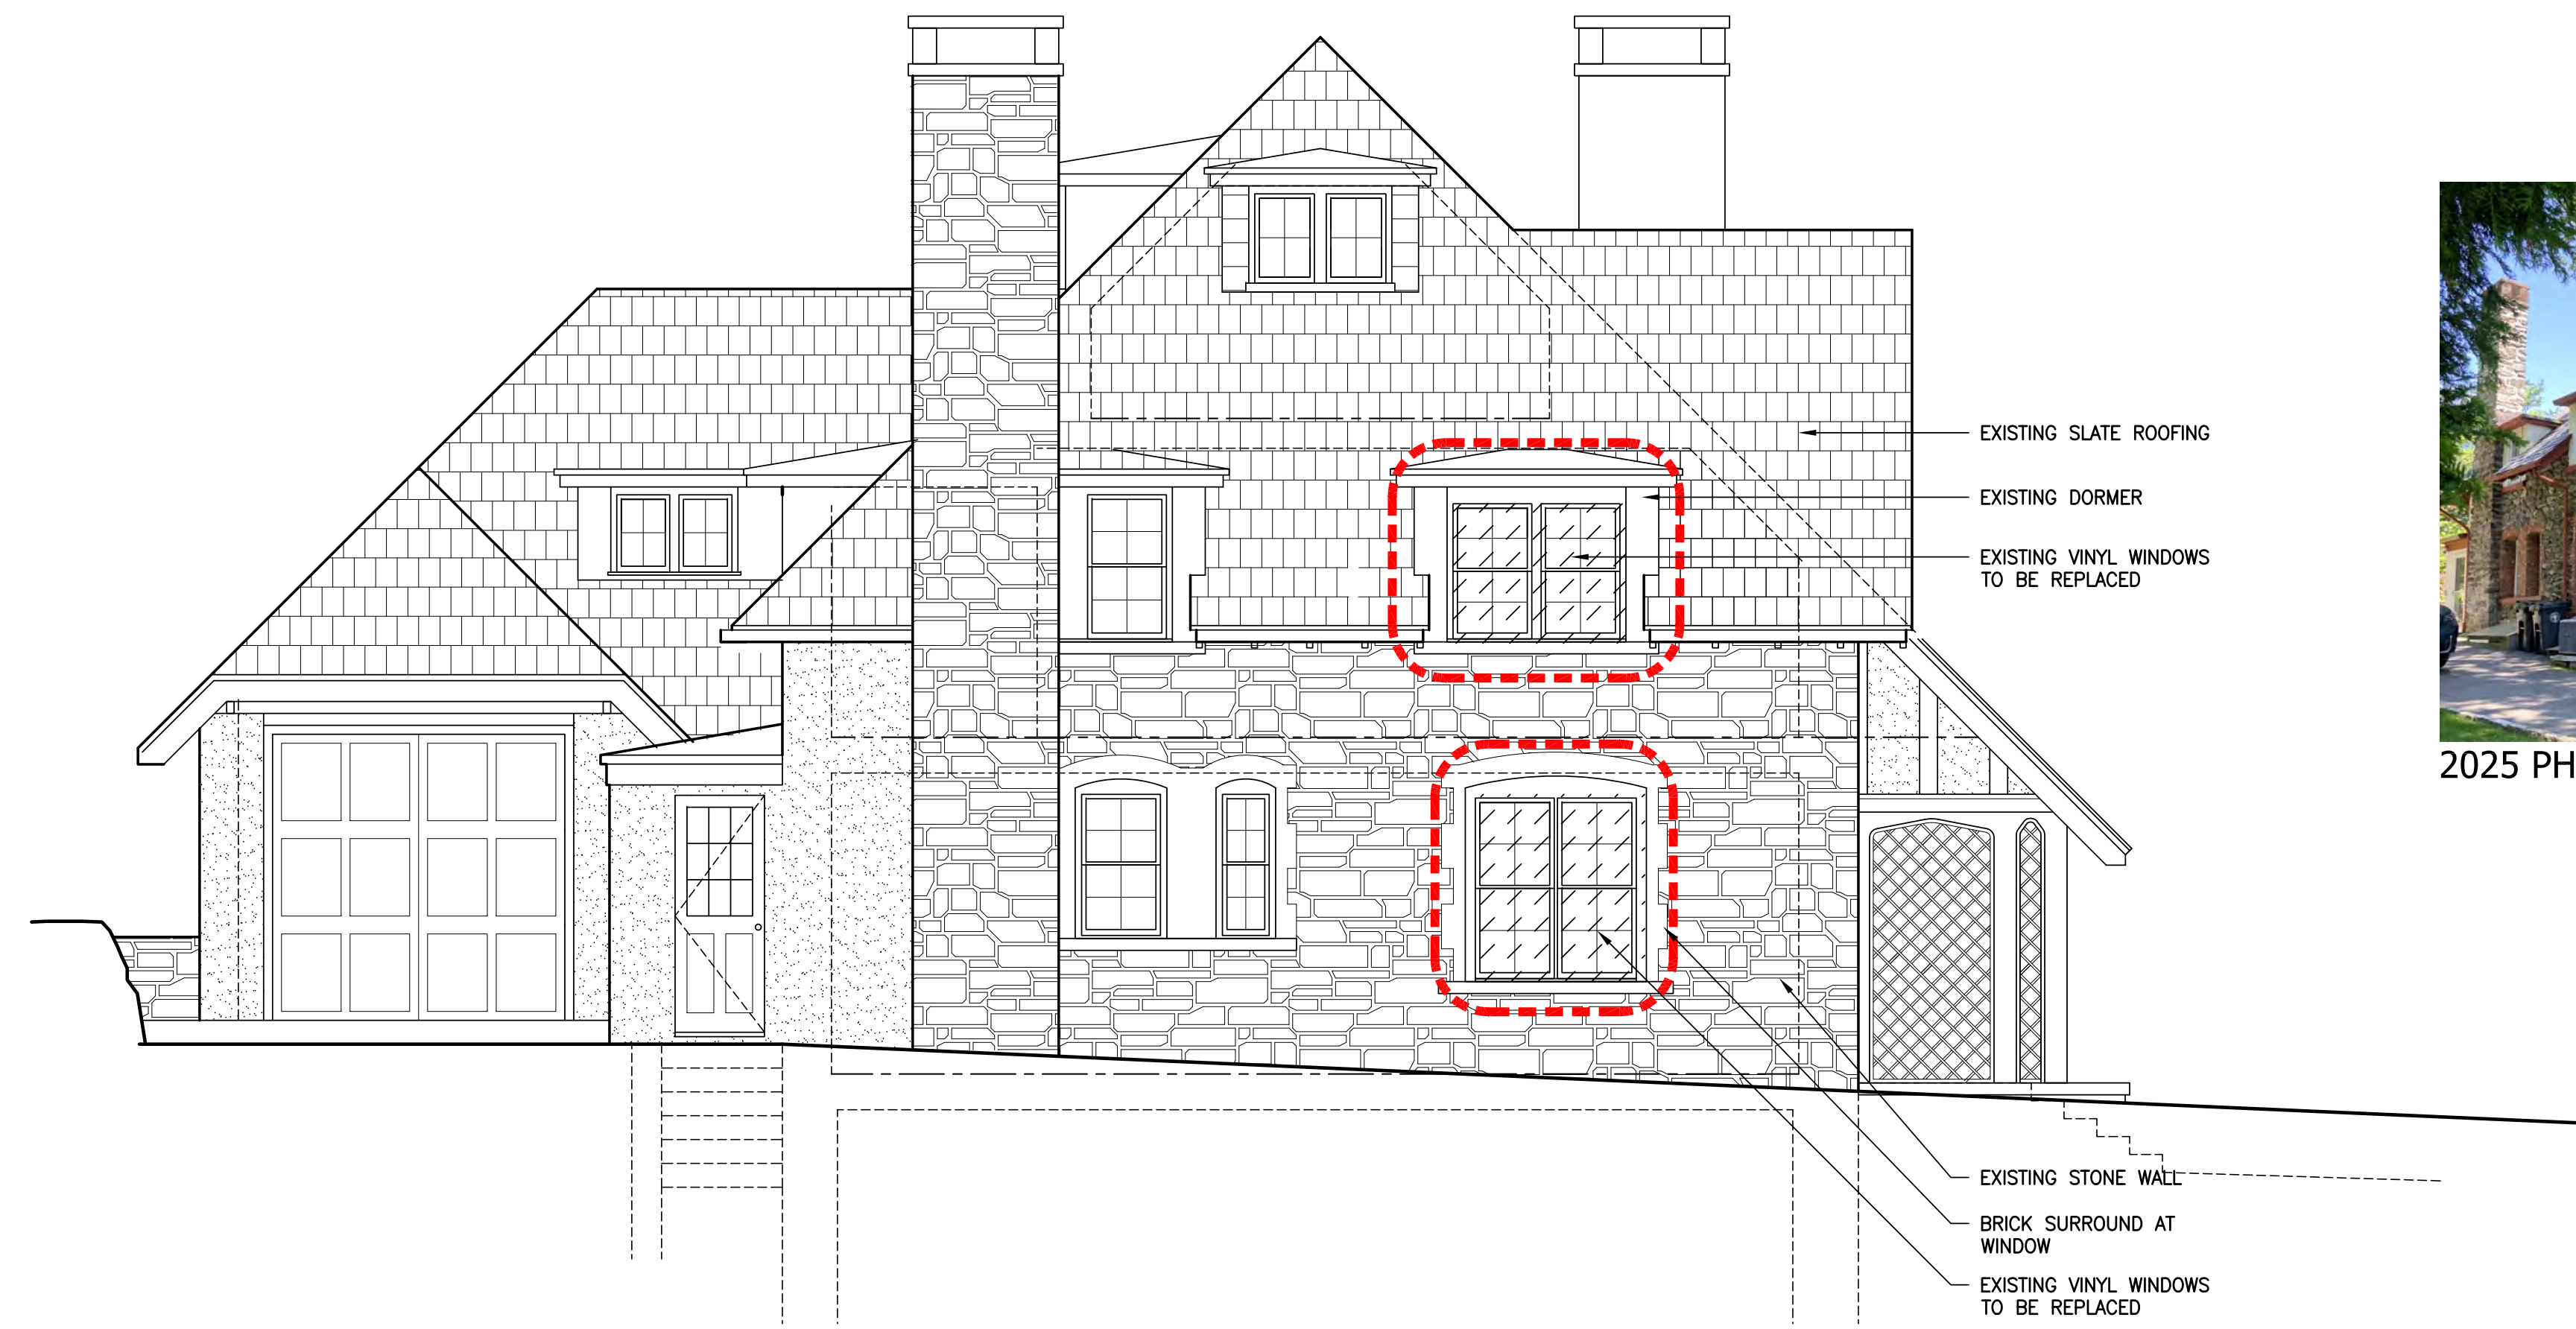 EXISTING SLATE ROOFING
EXISTING DORMER
EXISTING VINYL WINDOWS
TO BE REPLACED
2025 PH
EXISTING STONE WALL
BRICK SURROUND AT
WINDOW
EXISTING VINYL WINDOWS
TO BE REPLACED